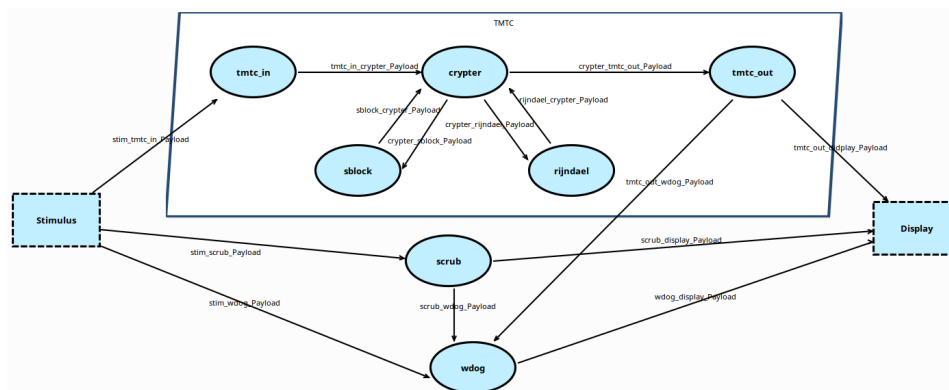 TMTC
tmtc_in
tmtc_in_crypter_Payload
crypter
crypter_tmtc_out_Payload
tmtc_out
sblock_crypter_Payload
rijndael_crypter_Payload
stim_tmtc_in_Payload
crypter_sblock_Payload
crypter_rijndael_Payload
tmtc_out_didplay_Payload
sblock
rijndael
tmtc_out_wdog_Payload
Stimulus
Display
stim_scrub_Payload
scrub
scrub_display_Payload
stim_wdog_Payload
scrub_wdog_Payload
wdog_display_Payload
wdog